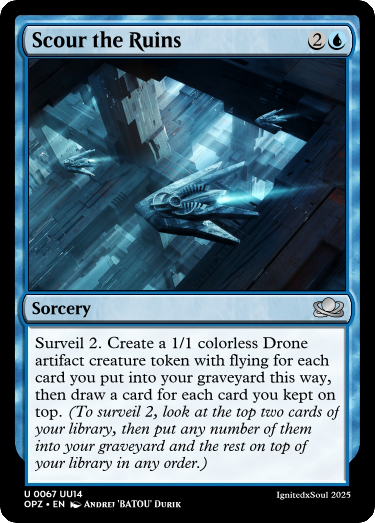 Scour the Ruins 2
Sorcery
Surveil 2. Create a 1/1 colorless Drone
artifact creature token with flying for each
card you put into your graveyard this way,
then draw a card for each card you kept on
top. (To surveil 2, look at the top two cards of
your library, then put any number of them
into your graveyard and the rest on top of
your library in any order.)
U 0067 UU14
OPZ • EN Andrei 'BATOU' Durik
IgnitedxSoul 2025